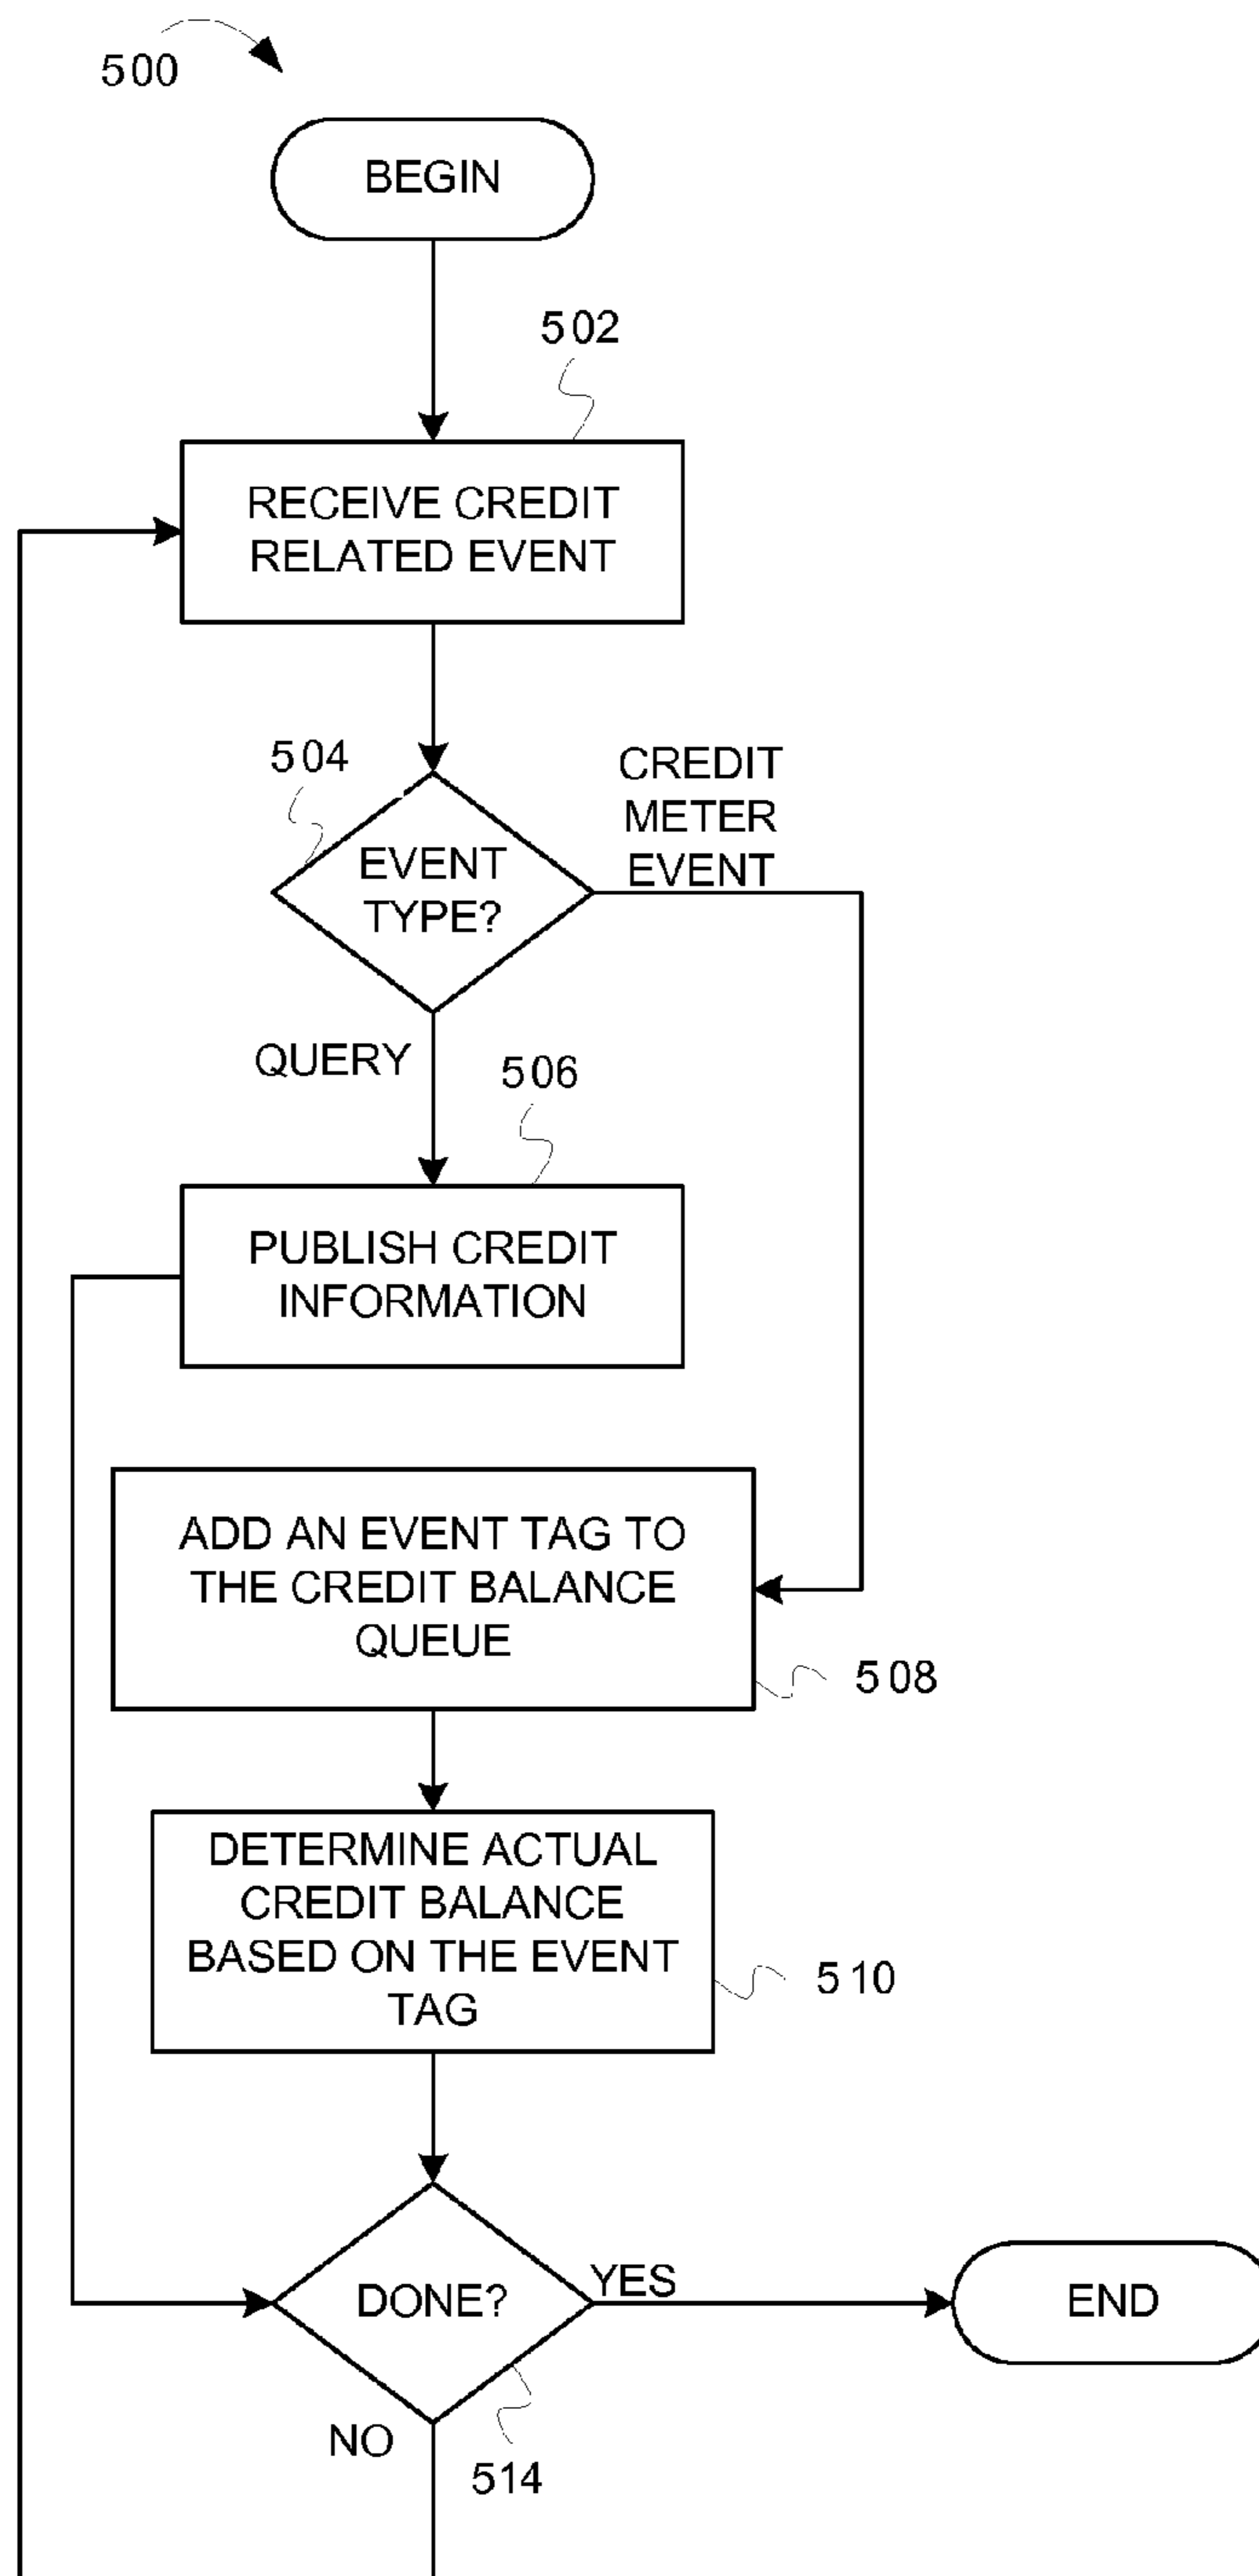 500
BEGIN
502
RECEIVE CREDIT
RELATED EVENT
504
CREDIT
METER
EVENT
EVENT
TYPE?
QUERY
506
PUBLISH CREDIT
INFORMATION
ADD AN EVENT TAG TO
THE CREDIT BALANCE
QUEUE
508
DETERMINE ACTUAL
CREDIT BALANCE
BASED ON THE EVENT
TAG
510
DONE?
YES
END
NO
514